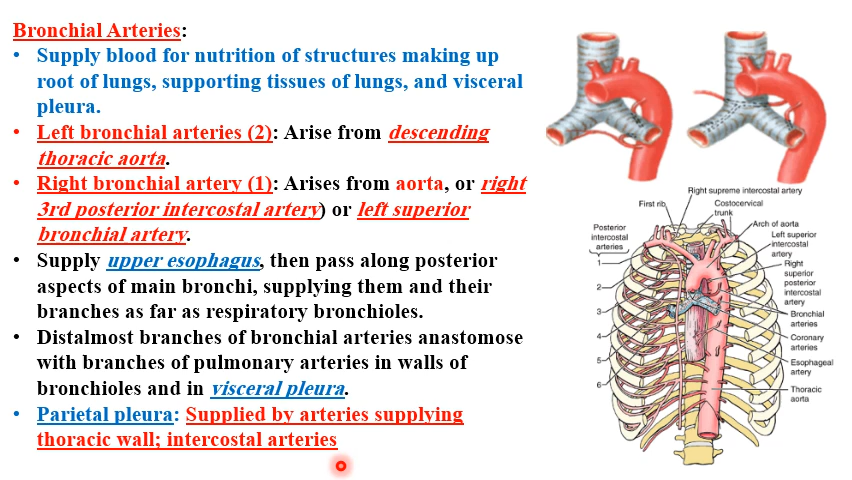 Bronchial Arteries:
• Supply blood for nutrition of structures making up
root of lungs, supporting tissues of lungs, and visceral
pleura.
• Left bronchial arteries (2): Arise from descending
thoracic aorta.
• Right bronchial artery (1): Arises from aorta, or right
3rd posterior intercostal artery) or left superior
bronchial artery.
• Supply upper esophagus, then pass along posterior
aspects of main bronchi, supplying them and their
branches as far as respiratory bronchioles.
• Distalmost branches of bronchial arteries anastomose
with branches of pulmonary arteries in walls of
bronchioles and in visceral pleura.
• Parietal pleura: Supplied by arteries supplying
thoracic wall; intercostal arteries
Right supreme intercostal artery
First rib
Costocervical
trunk
Posterior
intercostal
arteries
1
2
3
4
5
6
Arch of aorta
Left superior
intercostal
artery
Right
superior
posterior
intercostal
artery
Bronchial
arteries
Coronary
arteries
Esophageal
artery
Thoracic
aorta